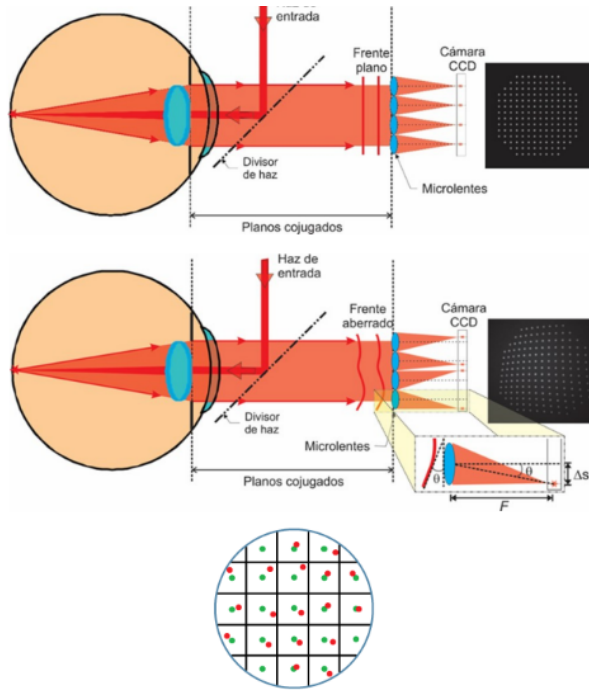 Haz de
entrada
Frente
plano
Cámara
CCD
Divisor
de haz
Microlentes
Planos cojugados
Haz de
entrada
Frente
aberrado
Cámara
CCD
Divisor
de haz
Microlentes
Planos cojugados
θ
θ
Δs
F